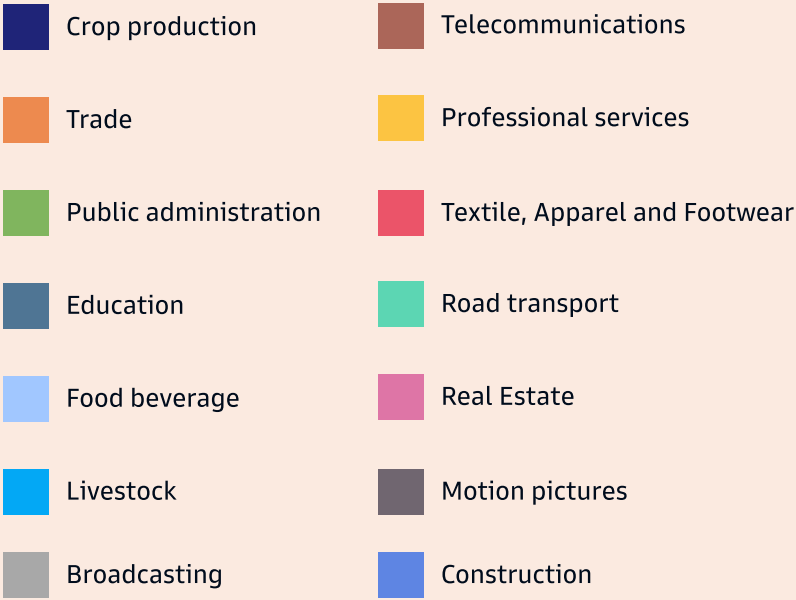 Crop production
Trade
Public administration
Education
Food beverage
Livestock
Broadcasting
Telecommunications
Professional services
Textile, Apparel and Footwear
Road transport
Real Estate
Motion pictures
Construction